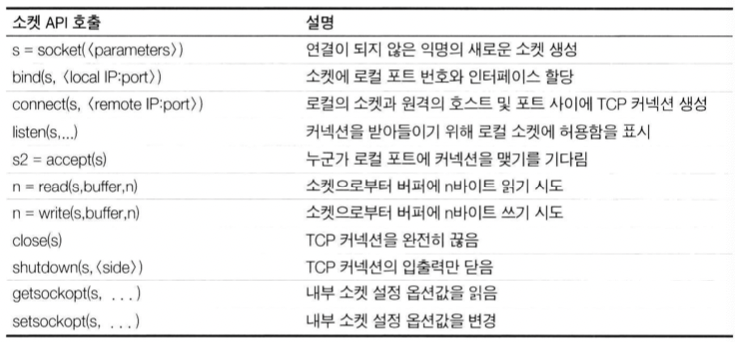 소켓 API 호출 설명
s = socket(〈parameters〉) 연결이 되지 않은 익명의 새로운 소켓 생성
bind(s, 〈local IP:port〉) 소켓에 로컬 포트 번호와 인터페이스 할당
connect(s, 〈remote IP:port〉) 로컬의 소켓과 원격의 호스트 및 포트 사이에 TCP 커넥션 생성
listen(s,...) 커넥션을 받아들이기 위해 로컬 소켓에 허용함을 표시
s2 = accept(s) 누군가 로컬 포트에 커넥션을 맺기를 기다림
n = read(s,buffer,n) 소켓으로부터 버퍼에 n바이트 읽기 시도
n = write(s,buffer,n) 소켓으로부터 버퍼에 n바이트 쓰기 시도
close(s) TCP 커넥션을 완전히 끊음
shutdown(s,〈side〉) TCP 커넥션의 입출력만 닫음
getsockopt(s, ...) 내부 소켓 설정 옵션값을 읽음
setsockopt(s, ...) 내부 소켓 설정 옵션값을 변경